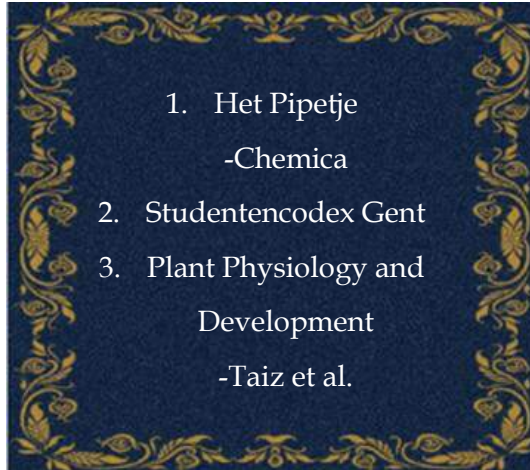 1. Het Pipetje
-Chemica
2. Studentencodex Gent
3. Plant Physiology and
Development
-Taiz et al.